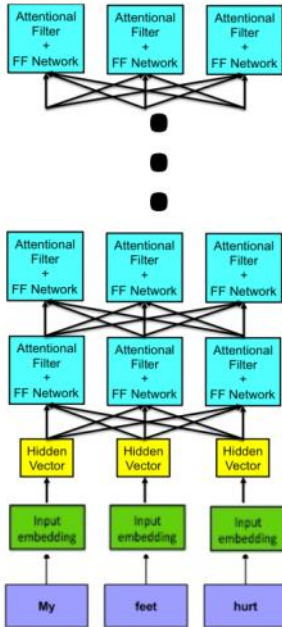 Attentional Attentional Attentional
Filter Filter Filter
+ + +
FF Network FF Network FF Network
Attentional Attentional Attentional
Filter Filter Filter
+ + +
FF Network FF Network FF Network
Attentional Attentional Attentional
Filter Filter Filter
+ + +
FF Network FF Network FF Network
Hidden Hidden Hidden
Vector Vector Vector
Input Input Input
embedding embedding embedding
My feet hurt